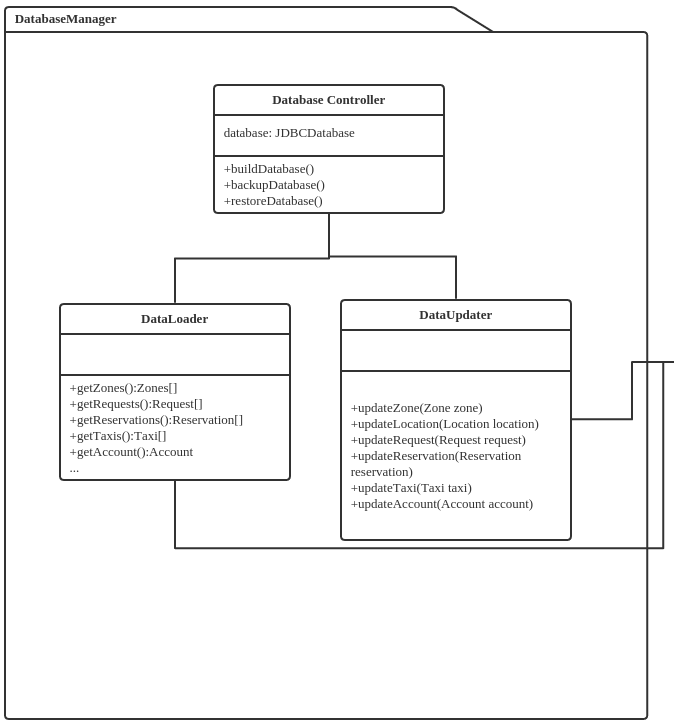 DatabaseManager
Database Controller
database: JDBCDatabase
+buildDatabase()
+backupDatabase()
+restoreDatabase()
DataLoader
+getZones():Zones[]
+getRequests():Request[]
+getReservations():Reservation[]
+getTaxis():Taxi[]
+getAccount():Account
...
DataUpdater
+updateZone(Zone zone)
+updateLocation(Location location)
+updateRequest(Request request)
+updateReservation(Reservation
reservation)
+updateTaxi(Taxi taxi)
+updateAccount(Account account)